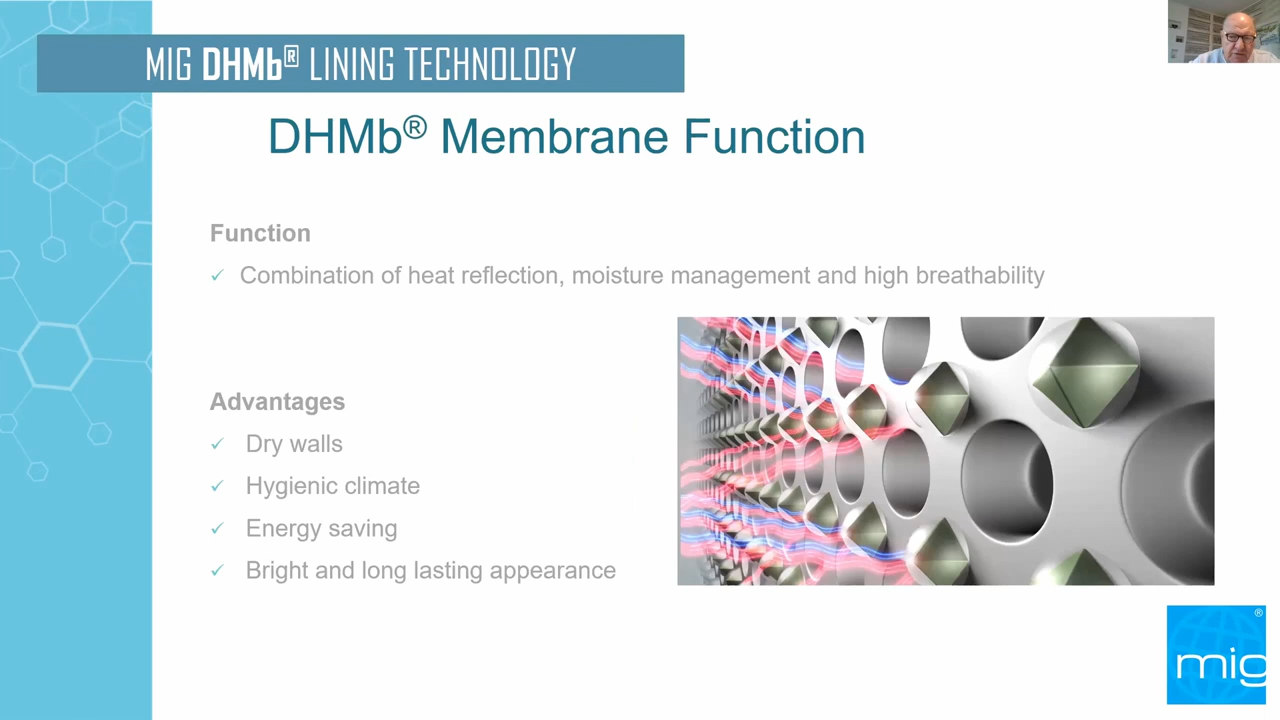 MIG DHMb® LINING TECHNOLOGY
DHMb® Membrane Function
Function
✓ Combination of heat reflection, moisture management and high breathability
Advantages
✓ Dry walls
✓ Hygienic climate
✓ Energy saving
✓ Bright and long lasting appearance
®
mig